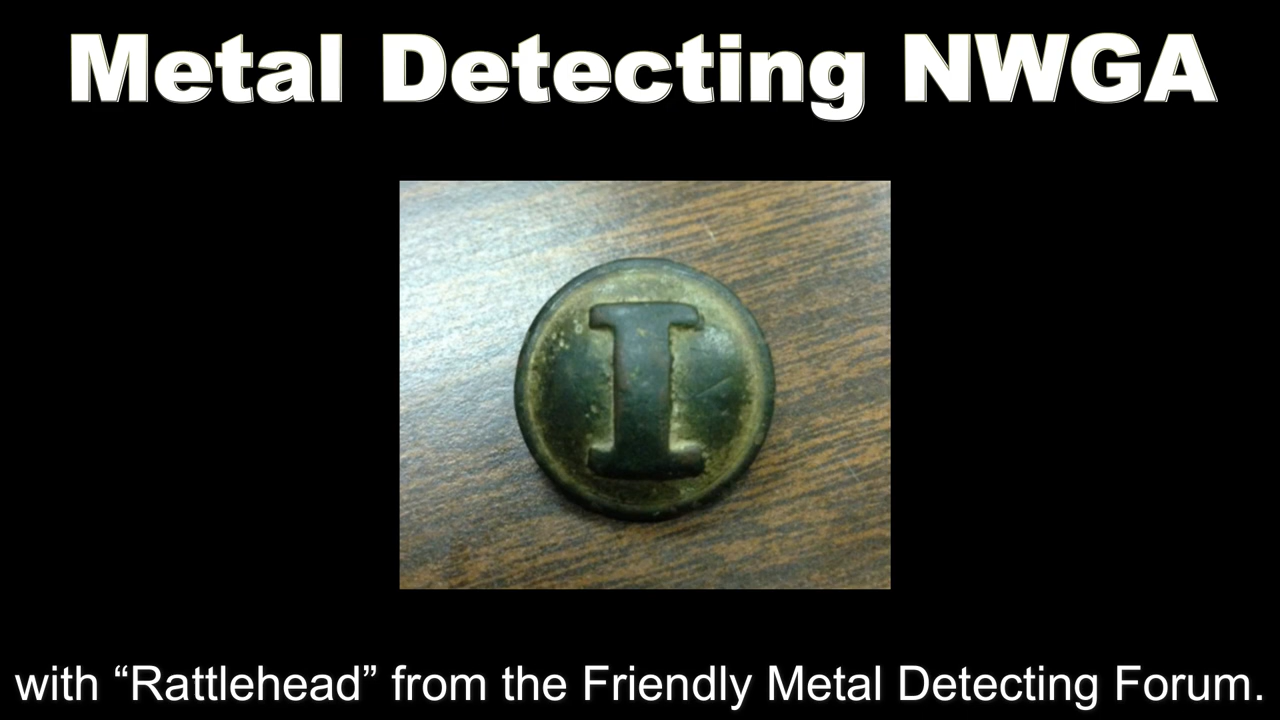 Metal Detecting NWGA
I
with “Rattlehead” from the Friendly Metal Detecting Forum.